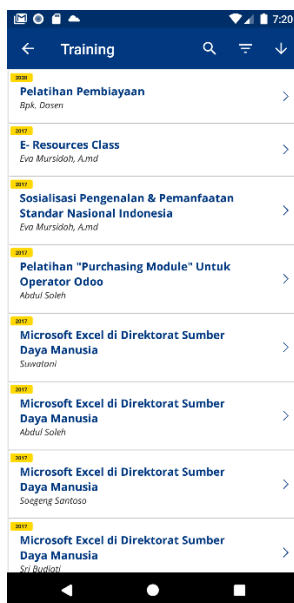 7:20
Training
2020
Pelatihan Pembiayaan
Bpk. Dosen
2017
E- Resources Class
Eva Mursidah, A.md
2017
Sosialisasi Pengenalan & Pemanfaatan
Standar Nasional Indonesia
Eva Mursidah, A.md
2017
Pelatihan "Purchasing Module" Untuk
Operator Odoo
Abdul Soleh
2017
Microsoft Excel di Direktorat Sumber
Daya Manusia
Suwatoni
2017
Microsoft Excel di Direktorat Sumber
Daya Manusia
Abdul Soleh
2017
Microsoft Excel di Direktorat Sumber
Daya Manusia
Soegeng Santoso
2017
Microsoft Excel di Direktorat Sumber
Daya Manusia
Sri Budiati